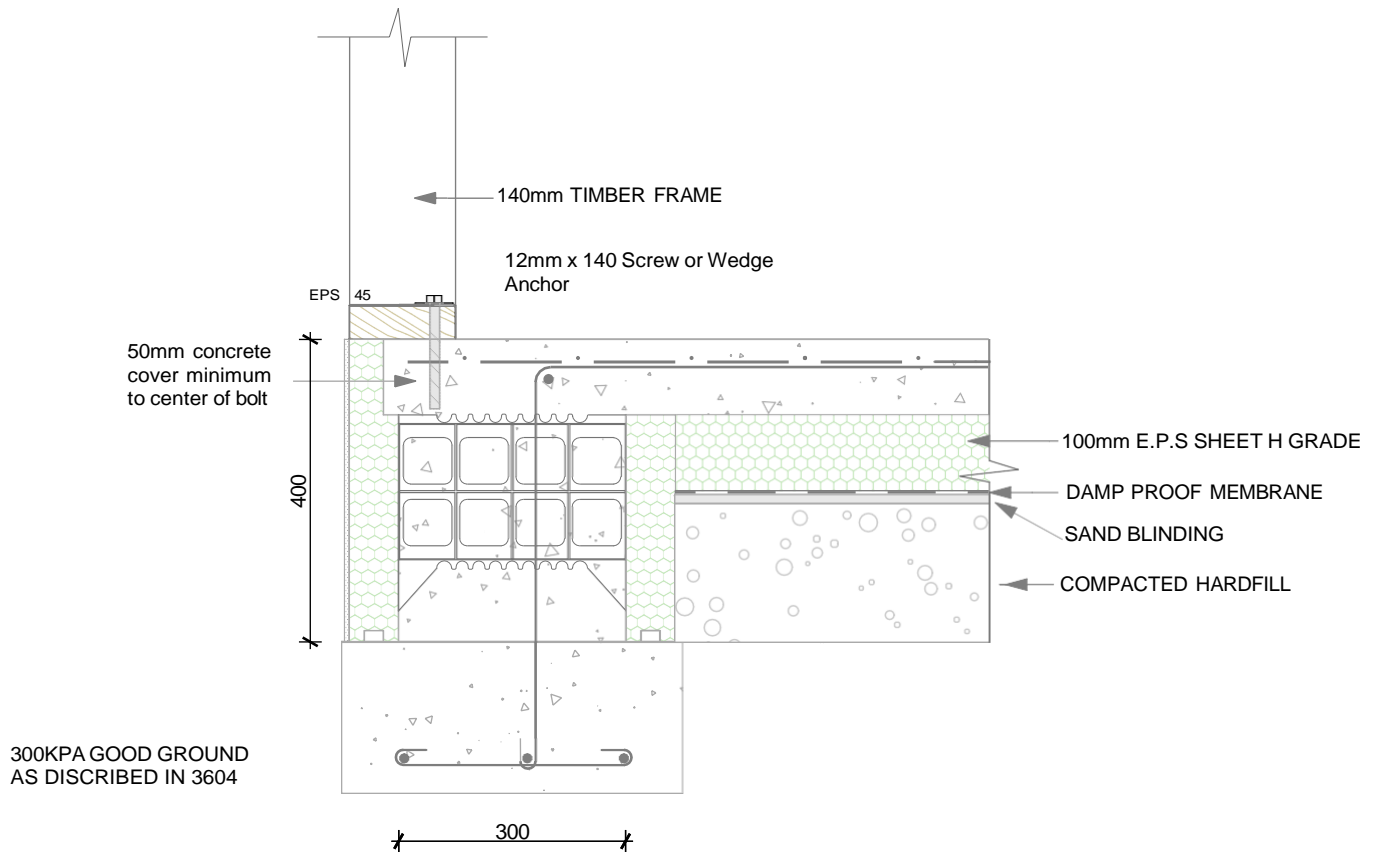 140mm TIMBER FRAME
12mm x 140 Screw or Wedge
Anchor
EPS 45
50mm concrete
cover minimum
to center of bolt
400
100mm E.P.S SHEET H GRADE
DAMP PROOF MEMBRANE
SAND BLINDING
COMPACTED HARDFILL
300KPA GOOD GROUND
AS DISCRIBED IN 3604
300